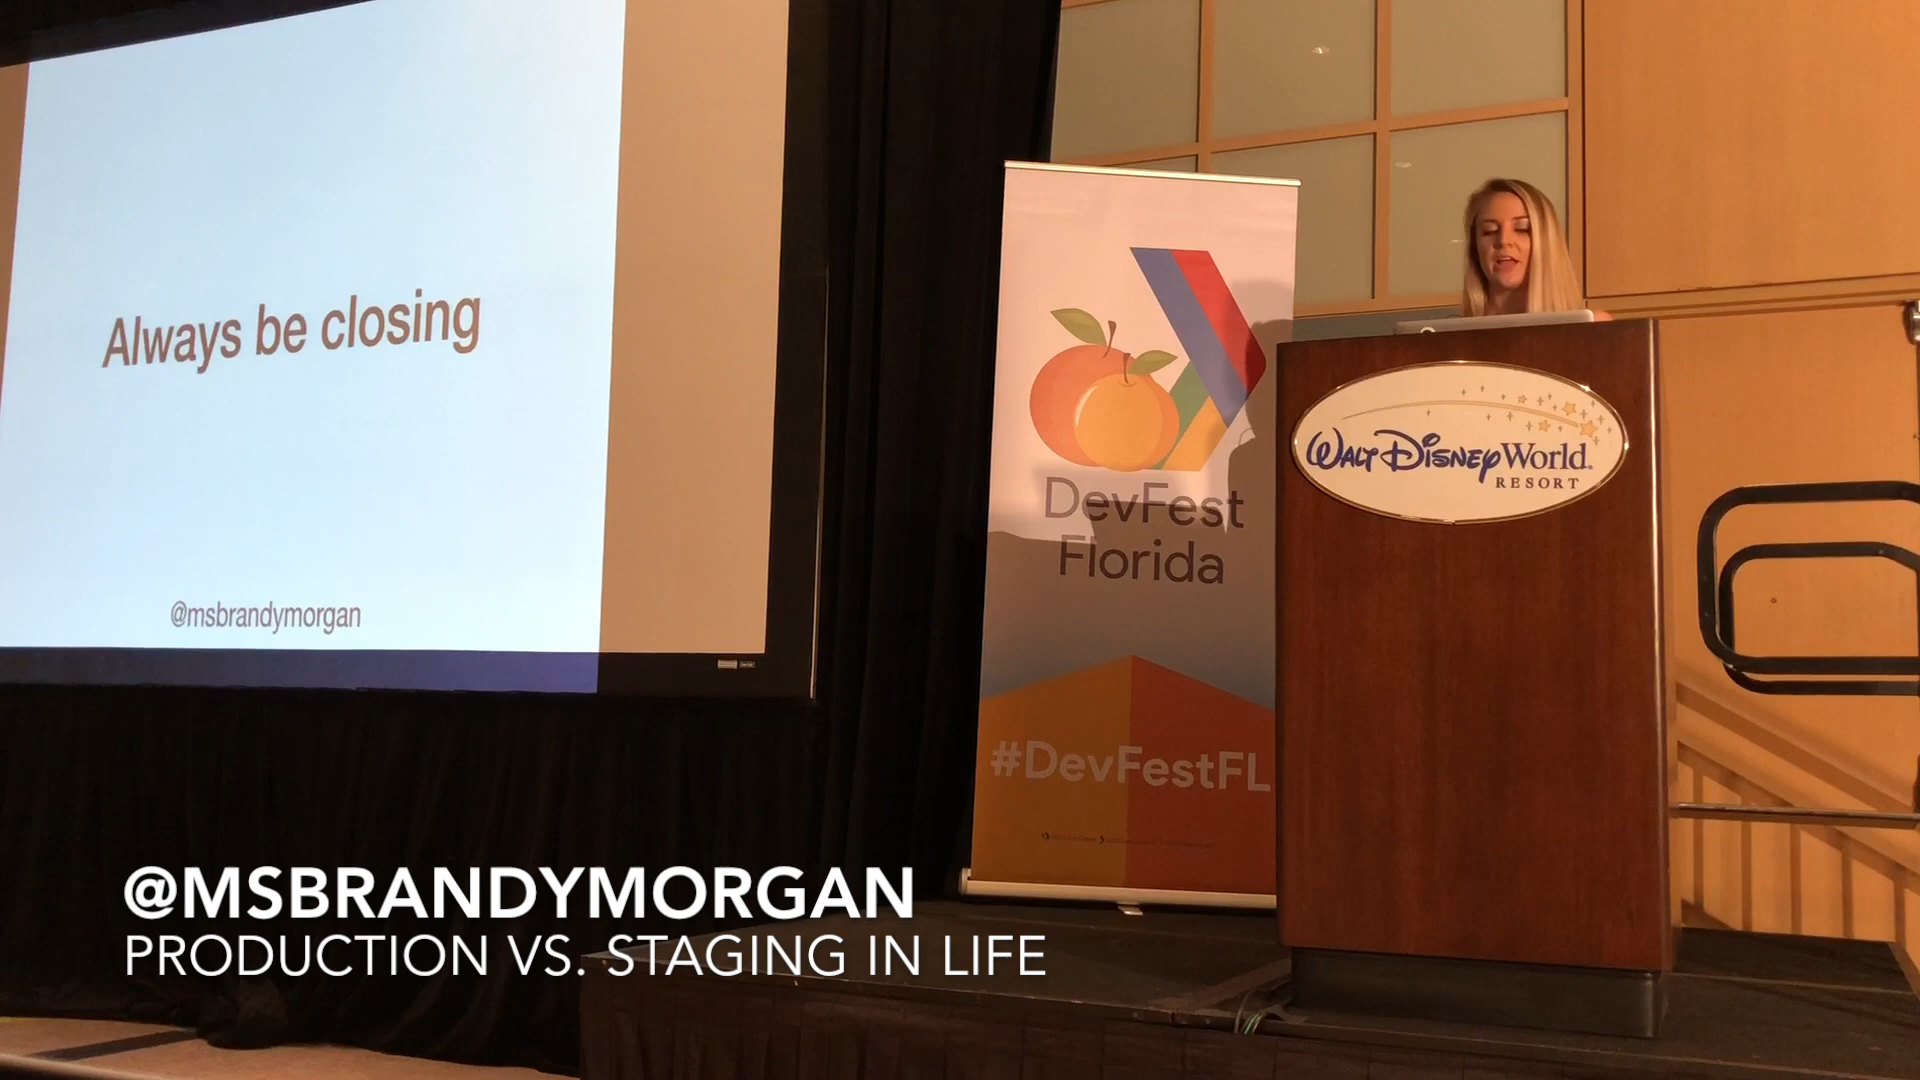 Always be closing
@msbrandymorgan
DevFest
Florida
#DevFestFL
WALT DISNEY World.
RESORT
@MSBRANDYMORGAN
PRODUCTION VS. STAGING IN LIFE